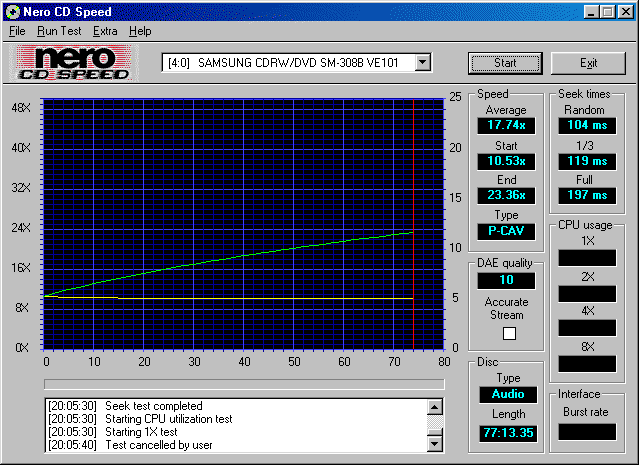 Nero CD Speed
File Run Test Extra Help
nero
CD SPEED
[4:0] SAMSUNG CDRW/DVD SM-308B VE101
Start
Exit
48X
40X
32X
24X
16X
8X
0X
25
20
15
10
5
0
0 10 20 30 40 50 60 70 80
Speed
Average
17.74x
Start
10.53x
End
23.36x
Type
P-CAV
DAE quality
10
Accurate
Stream
Disc
Type
Audio
Length
77:13.35
Seek times
Random
104 ms
1/3
119 ms
Full
197 ms
CPU usage
1X
2X
4X
8X
Interface
Burst rate
[20:05:30] Seek test completed
[20:05:30] Starting CPU utilization test
[20:05:30] Starting 1X test
[20:05:40] Test cancelled by user